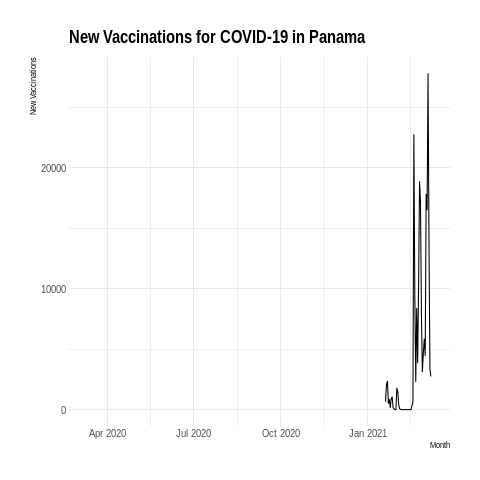 New Vaccinations for COVID-19 in Panama
New Vaccinations
20000
10000
0
Apr 2020 Jul 2020 Oct 2020 Jan 2021
Month